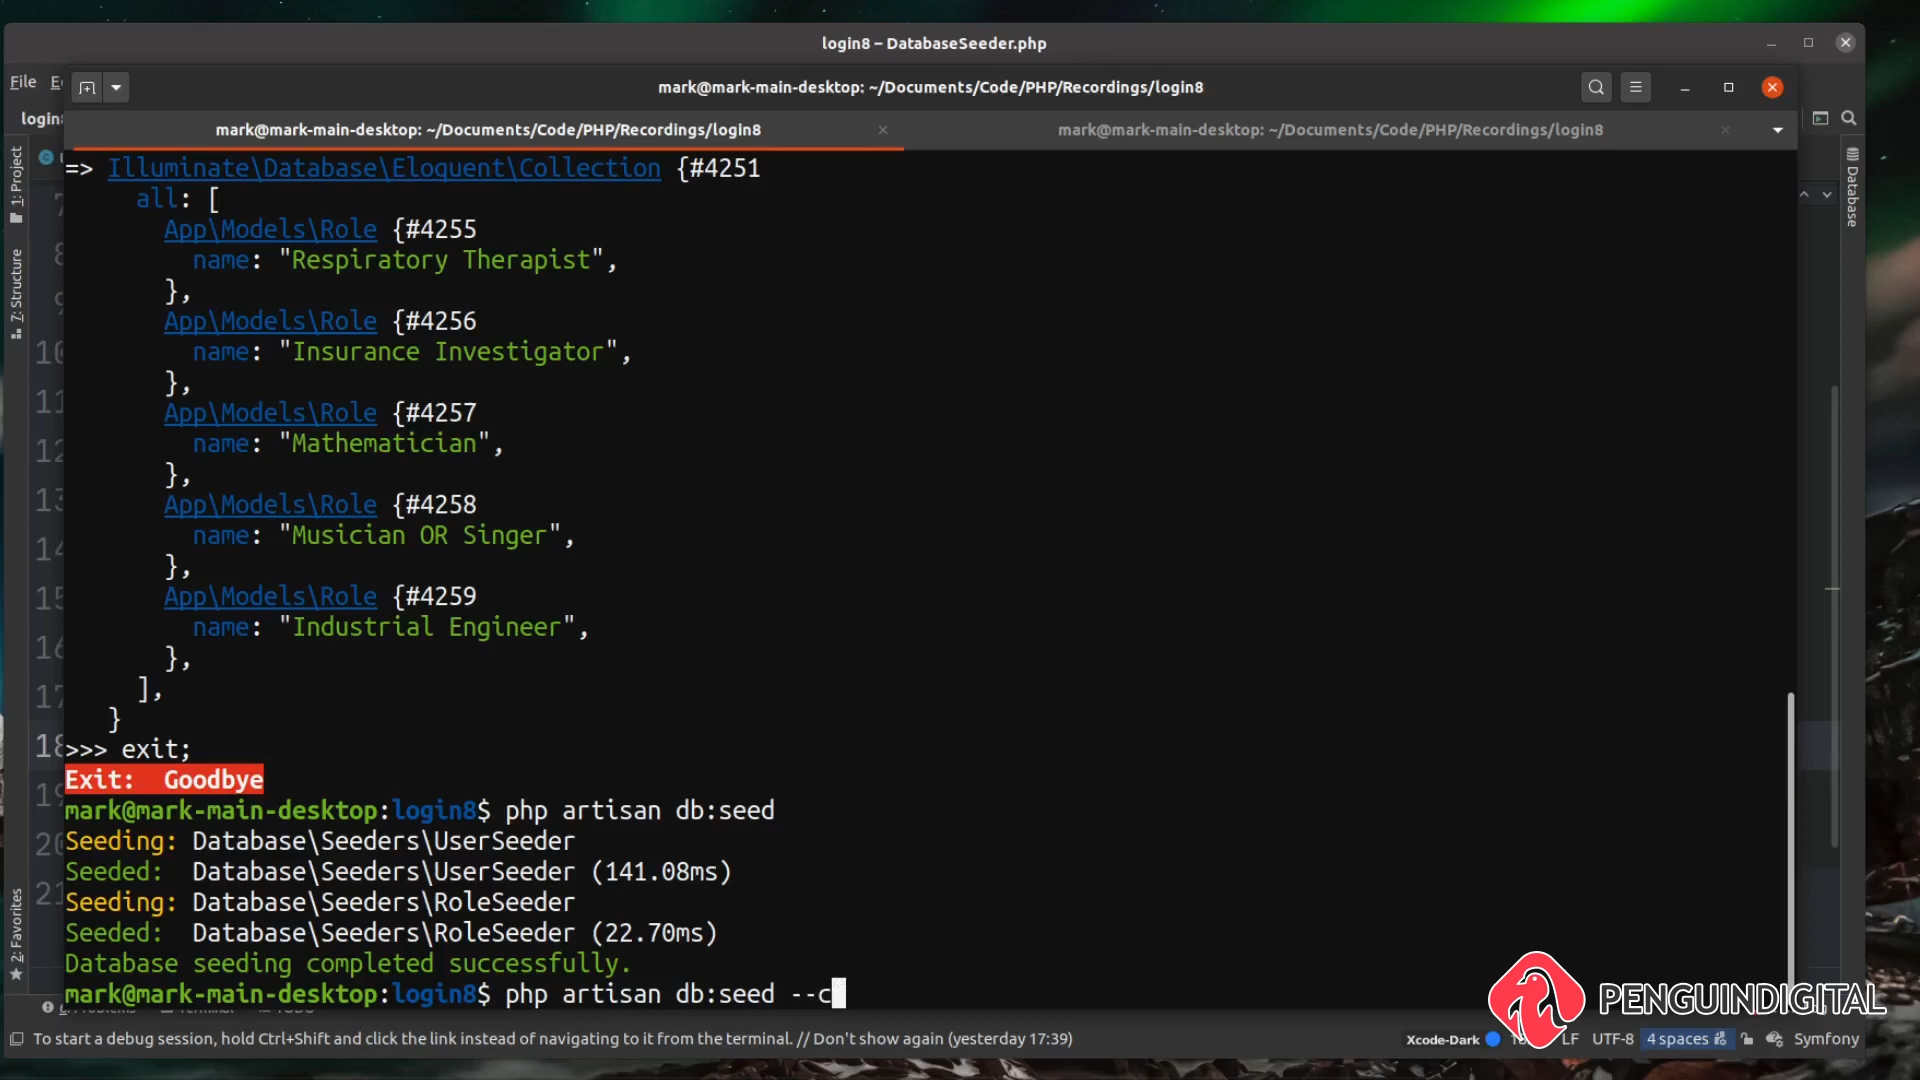 login8 – DatabaseSeeder.php
File
mark@mark-main-desktop: ~/Documents/Code/PHP/Recordings/login8
mark@mark-main-desktop: ~/Documents/Code/PHP/Recordings/login8
mark@mark-main-desktop: ~/Documents/Code/PHP/Recordings/login8
1: Project
7: Structure
2: Favorites
Database
=> Illuminate\Database\Eloquent\Collection {#4251
all: [
App\Models\Role {#4255
name: "Respiratory Therapist",
},
App\Models\Role {#4256
name: "Insurance Investigator",
},
App\Models\Role {#4257
name: "Mathematician",
},
App\Models\Role {#4258
name: "Musician OR Singer",
},
App\Models\Role {#4259
name: "Industrial Engineer",
},
],
}
>>> exit;
Exit:  Goodbye
mark@mark-main-desktop:login8$ php artisan db:seed
Seeding: Database\Seeders\UserSeeder
Seeded:  Database\Seeders\UserSeeder (141.08ms)
Seeding: Database\Seeders\RoleSeeder
Seeded:  Database\Seeders\RoleSeeder (22.70ms)
Database seeding completed successfully.
mark@mark-main-desktop:login8$ php artisan db:seed --c
PENGUINDIGITAL
To start a debug session, hold Ctrl+Shift and click the link instead of navigating to it from the terminal. // Don't show again (yesterday 17:39)
Xcode-Dark
LF UTF-8 4 spaces Symfony